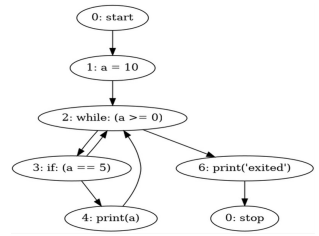 0: start
1: a = 10
2: while: (a >= 0)
3: if: (a == 5)
6: print('exited')
4: print(a)
0: stop